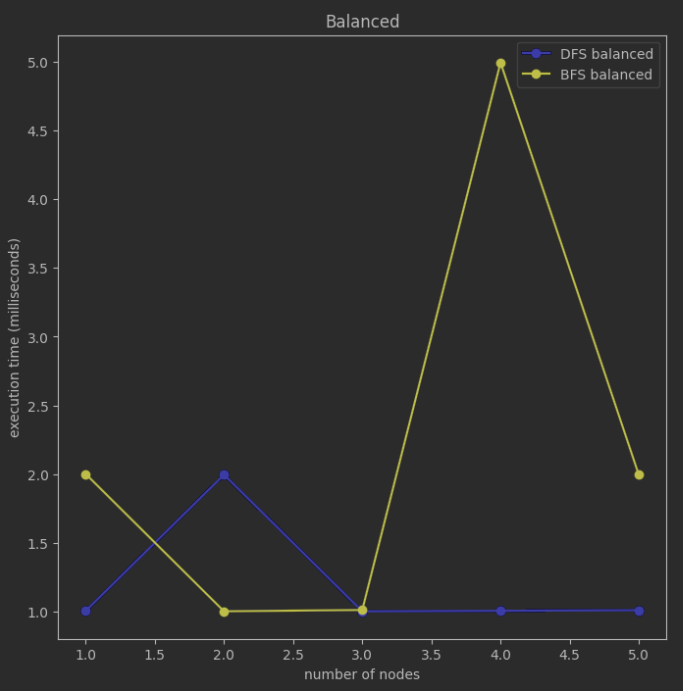 Balanced
DFS balanced
BFS balanced
5.0
4.5
4.0
3.5
3.0
2.5
2.0
1.5
1.0
execution time (milliseconds)
1.0 1.5 2.0 2.5 3.0 3.5 4.0 4.5 5.0
number of nodes